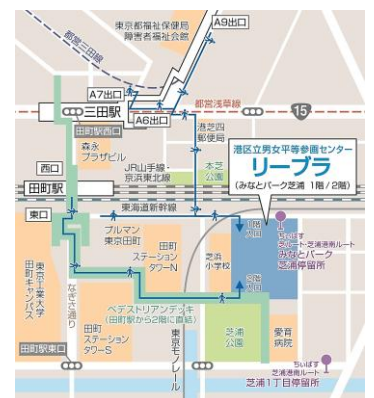 東京都福祉保健局
障害者福祉会館
A9出口
都営三田線
A7出口
三田駅
A6出口
都営浅草線
15
田町駅西口
森永
プラザビル
港芝四
郵便局
港区立男女平等参画センター
リーブラ
(みなとパーク芝浦 1階/2階)
西口
JR山手線・
京浜東北線
本芝
公園
田町駅
東海道新幹線
東口
プルマン
東京田町
田町
ステーション
タワーN
芝浜
小学校
1階
入口
2階
入口
ちぃばす
芝ルート・芝浦港南ルート
みなとパーク
芝浦停留所
東京工業大学
田町キャンパス
なぎさ通り
ペデストリアンデッキ
(田町駅から2階に直結)
田町
ステーション
タワーS
東京モノレール
芝浦
公園
愛育
病院
田町駅東口
ちぃばす
芝浦港南ルート
芝浦1丁目停留所